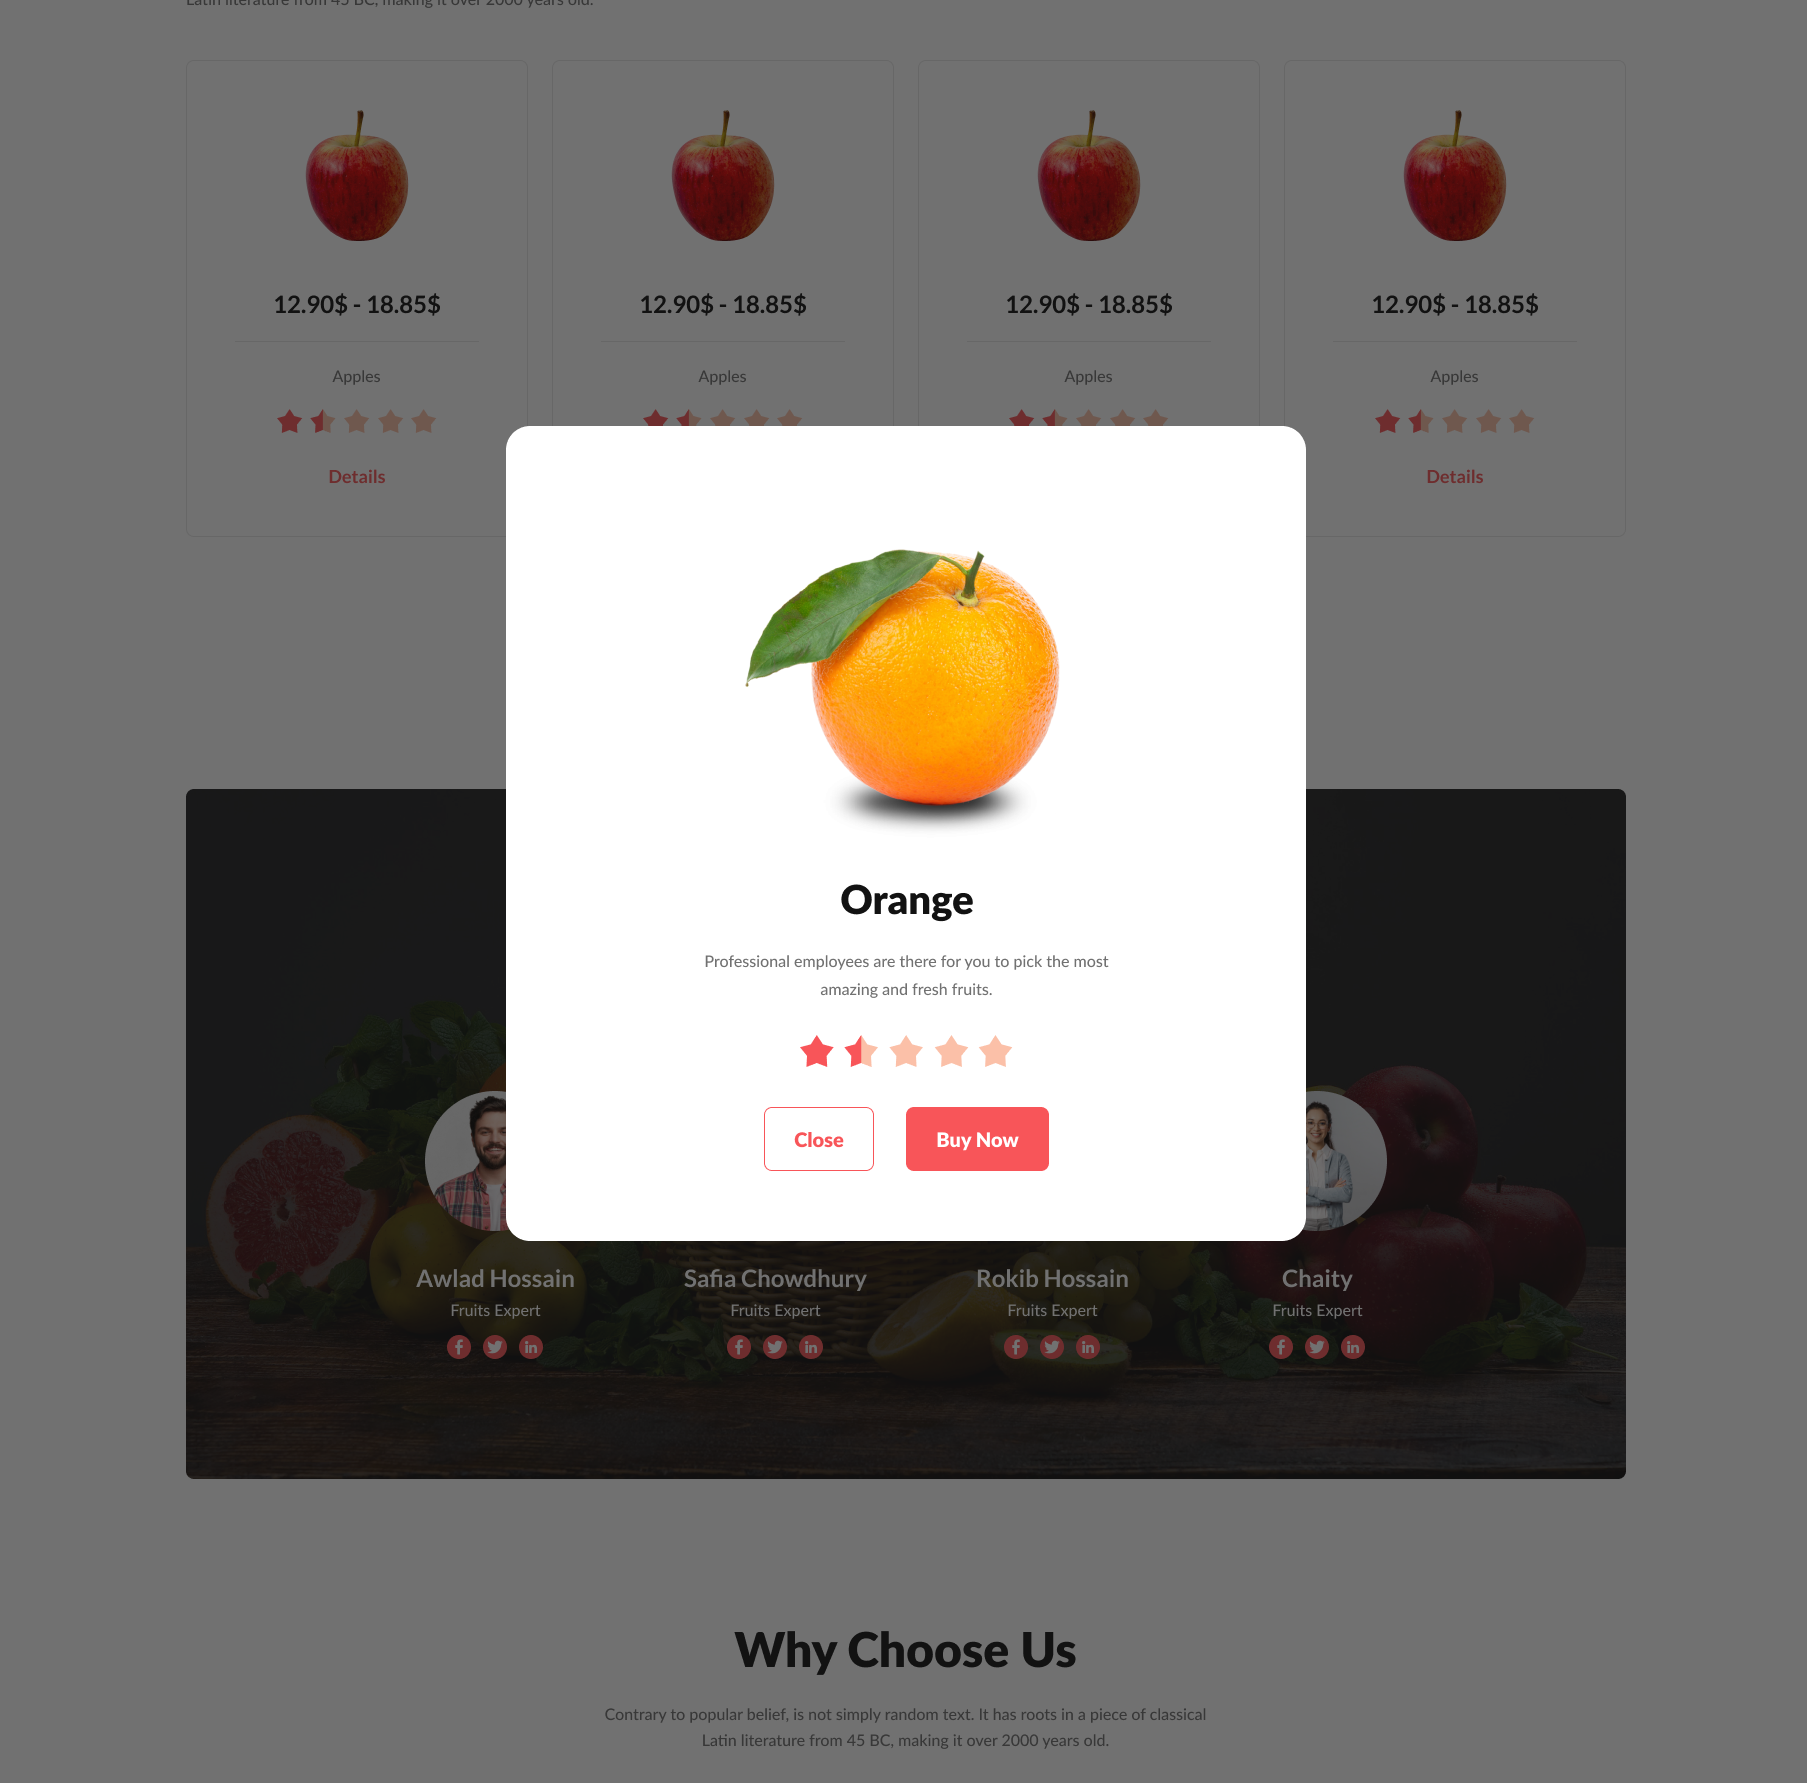 Latin literature from 45 BC, making it over 2000 years old.
12.90$ - 18.85$
Apples
Details
12.90$ - 18.85$
Apples
12.90$ - 18.85$
Apples
12.90$ - 18.85$
Apples
Details
Orange
Professional employees are there for you to pick the most
amazing and fresh fruits.
Close
Buy Now
Awlad Hossain
Fruits Expert
Safia Chowdhury
Fruits Expert
Rokib Hossain
Fruits Expert
Chaity
Fruits Expert
Why Choose Us
Contrary to popular belief, is not simply random text. It has roots in a piece of classical
Latin literature from 45 BC, making it over 2000 years old.